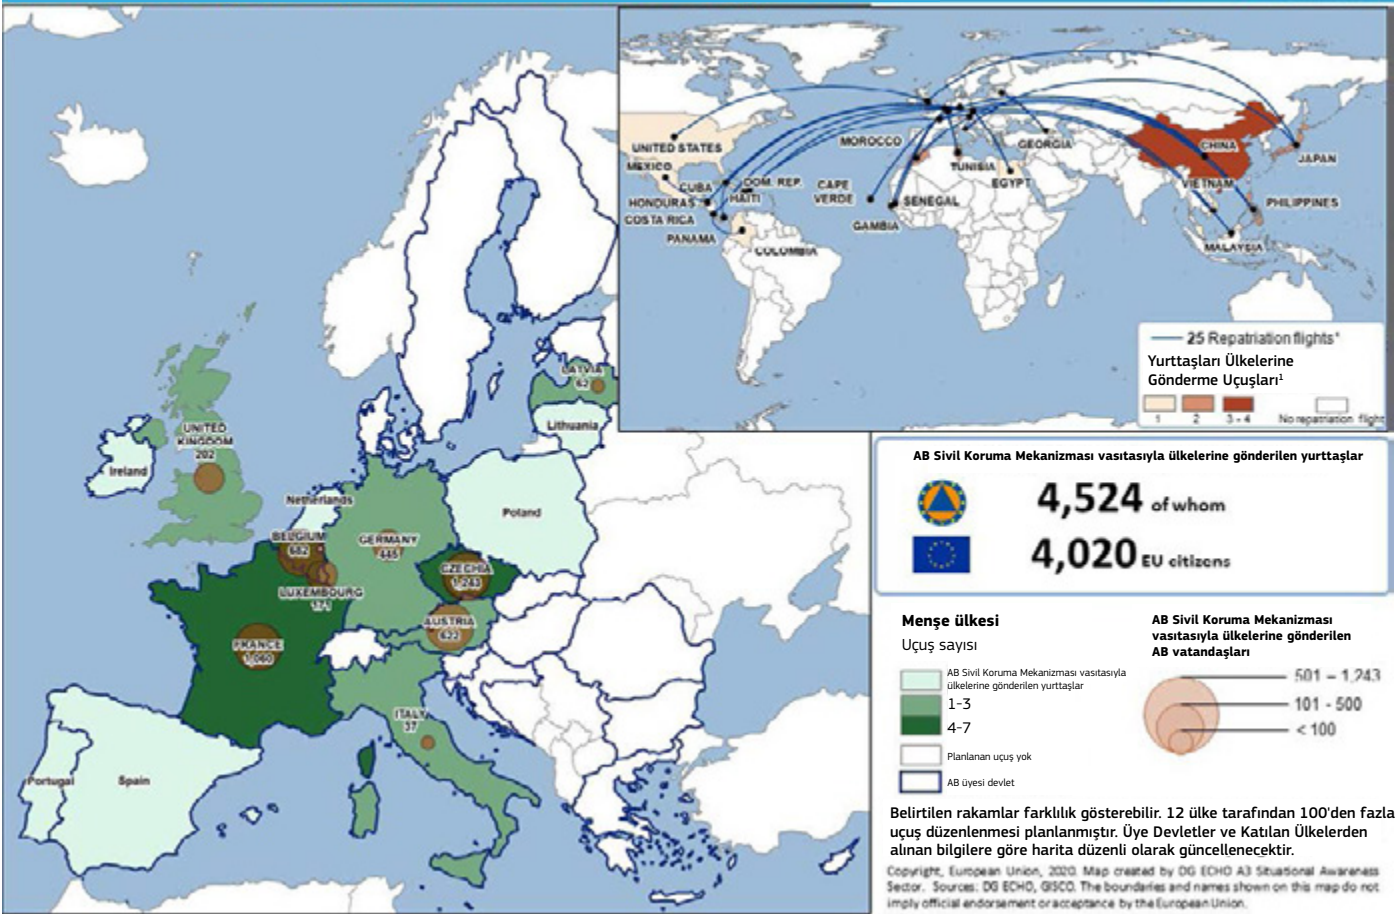 UNITED STATES
MEXICO
CUBA
DOM. REP.
HAITI
HONDURAS
COSTA RICA
PANAMA
COLOMBIA
CAPE
VERDE
MOROCCO
TUNISIA
EGYPT
GEORGIA
SENEGAL
GAMBIA
CHINA
JAPAN
VIETNAM
PHILIPPINES
MALAYSIA
25 Repatriation flights*
Yurttaşları Ülkelerine
Gönderme Uçuşları¹
1 2 3 - 4 No repatriation flight
LATVIA
62
Lithuania
UNITED
KINGDOM
202
Ireland
Netherlands
BELGIUM
682
GERMANY
445
Poland
CZECHIA
1,243
LUXEMBOURG
171
AUSTRIA
622
FRANCE
1,060
ITALY
37
Portugal
Spain
AB Sivil Koruma Mekanizması vasıtasıyla ülkelerine gönderilen yurttaşlar
4,524 of whom
4,020 EU citizens
Menşe ülkesi
Uçuş sayısı
AB Sivil Koruma Mekanizması vasıtasıyla
ülkelerine gönderilen yurttaşlar
1-3
4-7
Planlanan uçuş yok
AB üyesi devlet
AB Sivil Koruma Mekanizması
vasıtasıyla ülkelerine gönderilen
AB vatandaşları
501 – 1,243
101 - 500
< 100
Belirtilen rakamlar farklılık gösterebilir. 12 ülke tarafından 100'den fazla
uçuş düzenlenmesi planlanmıştır. Üye Devletler ve Katılan Ülkelerden
alınan bilgilere göre harita düzenli olarak güncellenecektir.
Copyright, European Union, 2020. Map created by DG ECHO A3 Situational Awareness
Sector. Sources: DG ECHO, GISCO. The boundaries and names shown on this map do not
imply official endorsement or acceptance by the European Union.